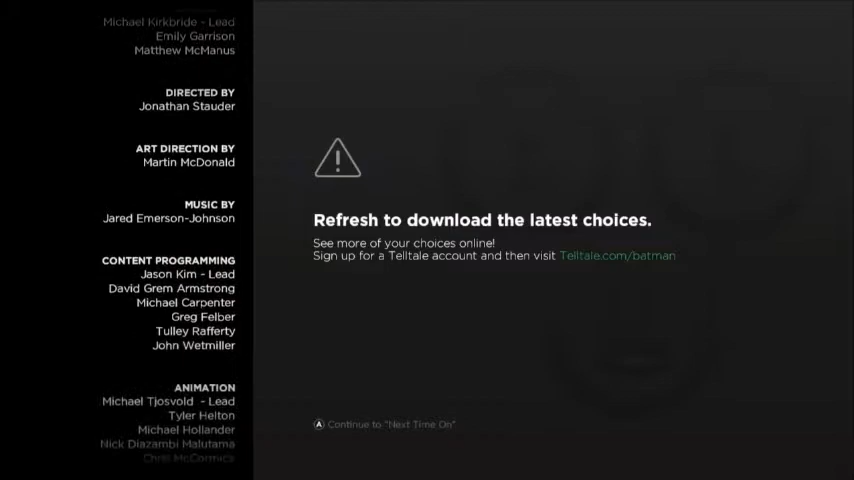 Michael Kirkbride - Lead
Emily Garrison
Matthew McManus
DIRECTED BY
Jonathan Stauder
ART DIRECTION BY
Martin McDonald
MUSIC BY
Jared Emerson-Johnson
CONTENT PROGRAMMING
Jason Kim - Lead
David Grem Armstrong
Michael Carpenter
Greg Felber
Tulley Rafferty
John Wetmiller
ANIMATION
Michael Tjosvold - Lead
Tyler Helton
Michael Hollander
Nick Diazambi Malutama
Chris McCormick
Refresh to download the latest choices.
See more of your choices online!
Sign up for a Telltale account and then visit Telltale.com/batman
A Continue to "Next Time On"